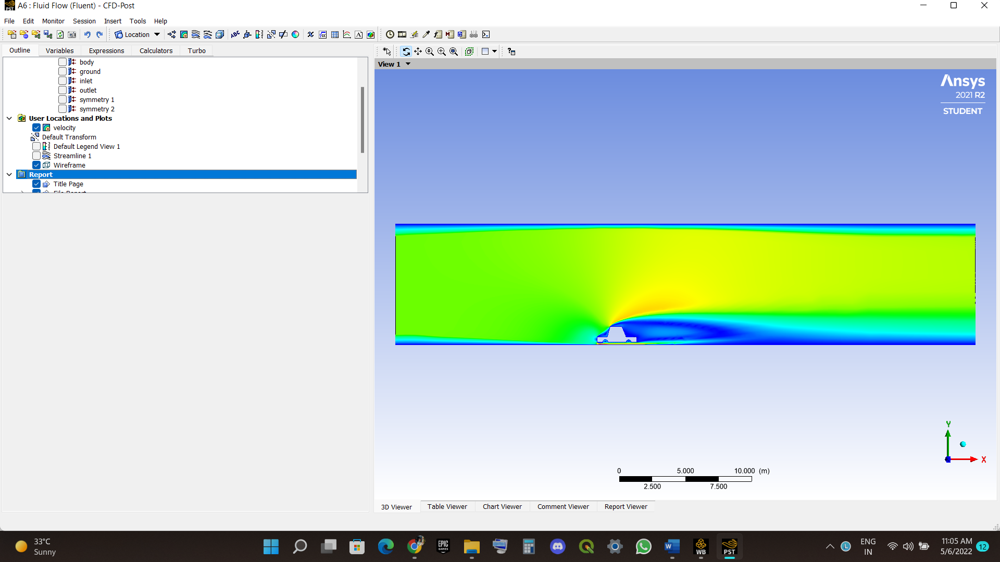 A6 : Fluid Flow (Fluent) - CFD-Post
File Edit Monitor Session Insert Tools Help
Location
Outline Variables Expressions Calculators Turbo
body
ground
inlet
outlet
symmetry 1
symmetry 2
User Locations and Plots
velocity
Default Transform
Default Legend View 1
Streamline 1
Wireframe
Report
Title Page
File Report
View 1
Ansys
2021 R2
STUDENT
Y
X
0 5.000 10.000 (m)
2.500 7.500
3D Viewer Table Viewer Chart Viewer Comment Viewer Report Viewer
33°C
Sunny
EPIC
GAMES
WB
PST
ENG
IN
11:05 AM
5/6/2022
12